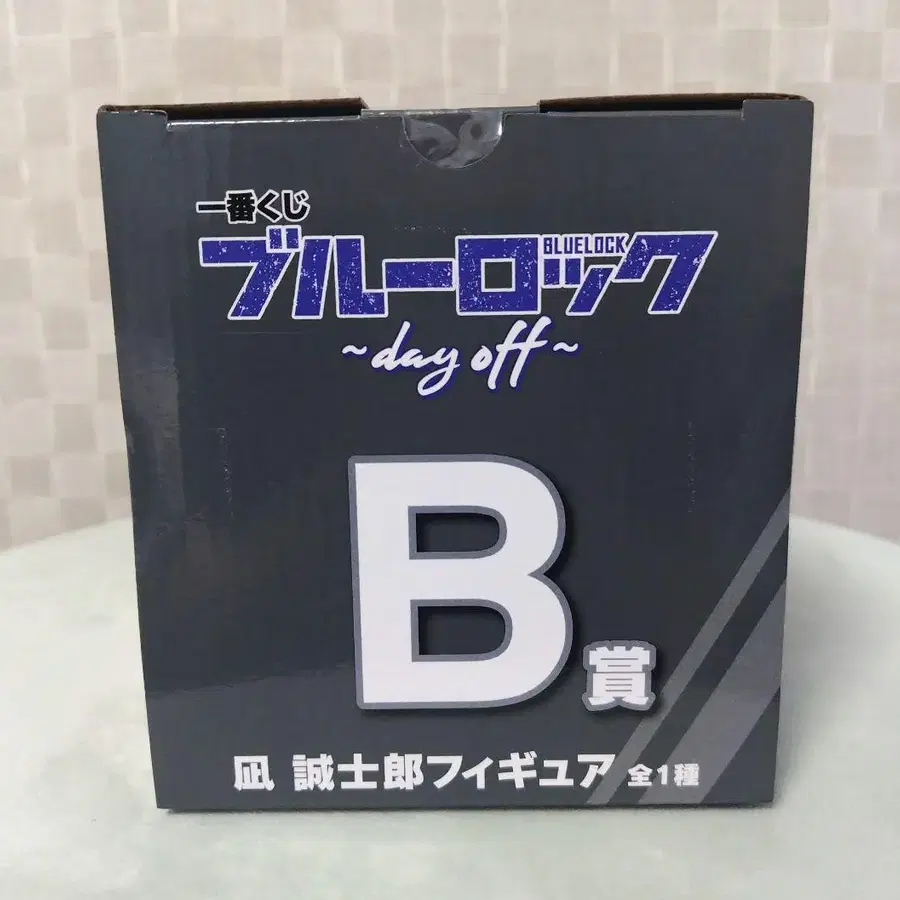 一番くじ
ブルーロック
BLUELOCK
~day off~
B賞
凪 誠士郎フィギュア 全1種